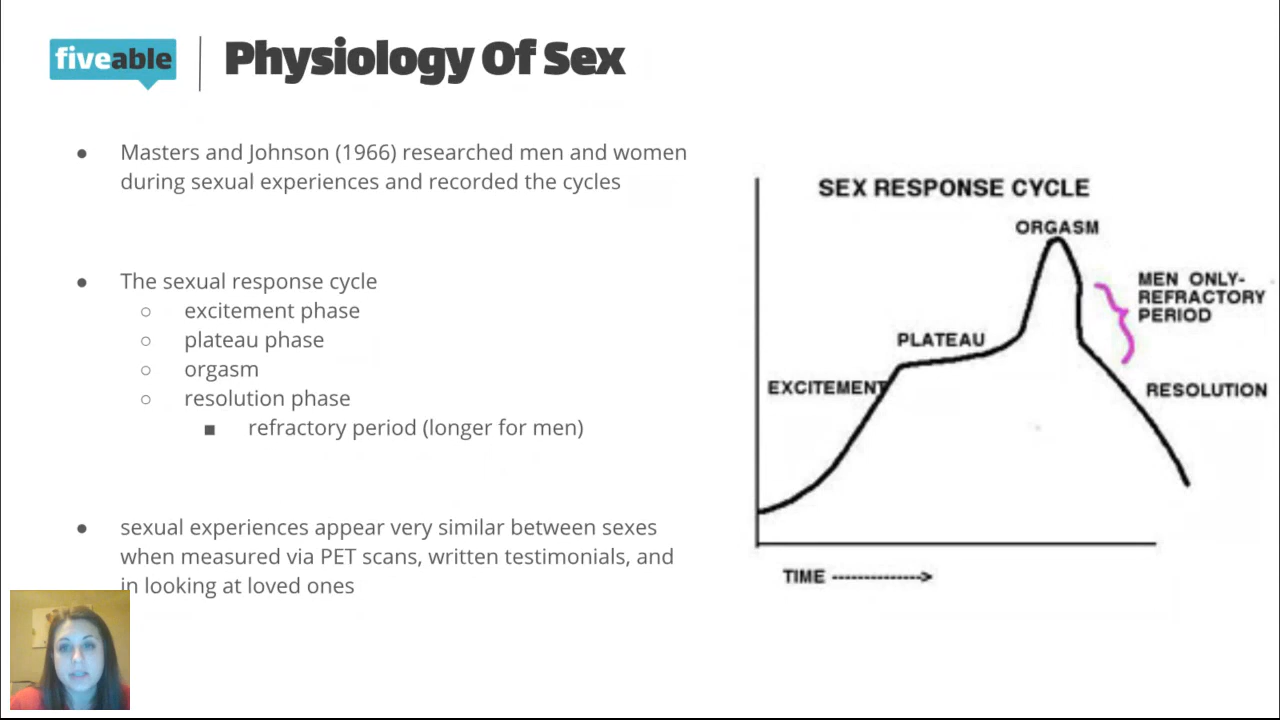 fiveable
Physiology Of Sex
● Masters and Johnson (1966) researched men and women
during sexual experiences and recorded the cycles
● The sexual response cycle
○ excitement phase
○ plateau phase
○ orgasm
○ resolution phase
■ refractory period (longer for men)
● sexual experiences appear very similar between sexes
when measured via PET scans, written testimonials, and
in looking at loved ones
SEX RESPONSE CYCLE
ORGASM
MEN ONLY-
REFRACTORY
PERIOD
PLATEAU
EXCITEMENT
RESOLUTION
TIME ------------->